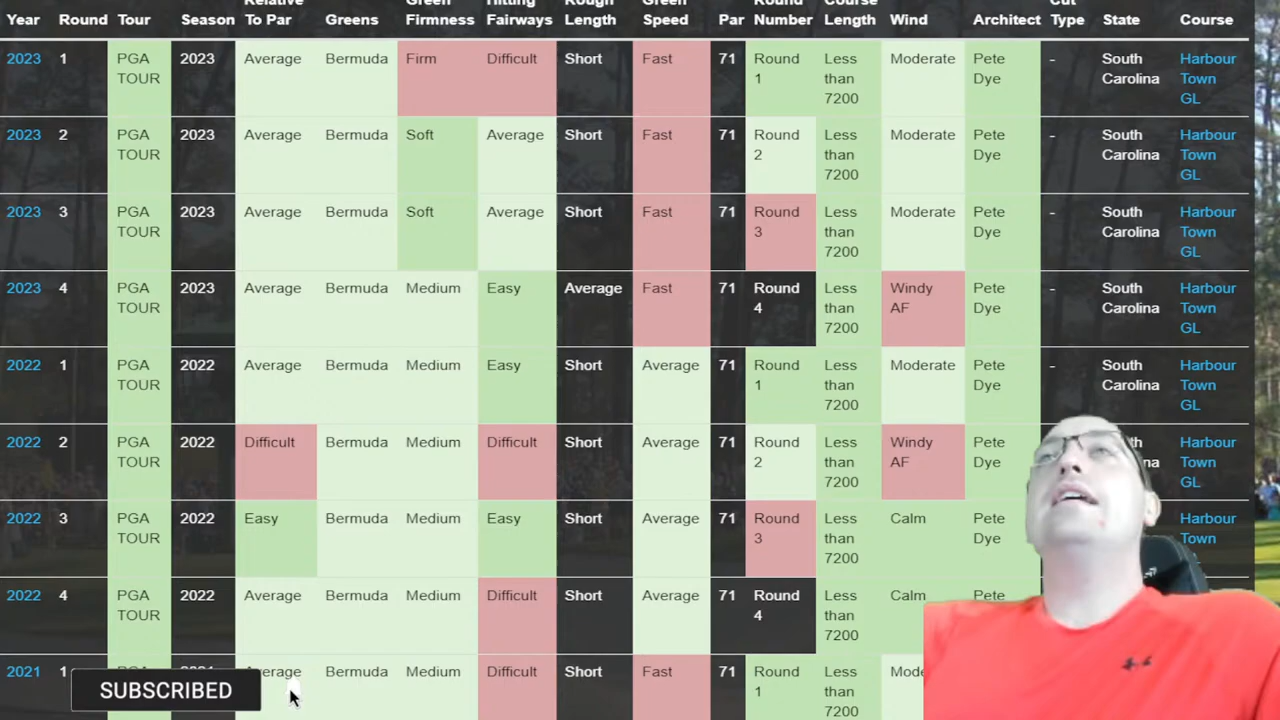 Relative Green Hitting Rough Green Round Course Cut
Year Round Tour Season To Par Greens Firmness Fairways Length Speed Par Number Length Wind Architect Type State Course
2023 1 PGA 2023 Average Bermuda Firm Difficult Short Fast 71 Round Less Moderate Pete - South Harbour
TOUR 1 than Dye Carolina Town
7200 GL
2023 2 PGA 2023 Average Bermuda Soft Average Short Fast 71 Round Less Moderate Pete - South Harbour
TOUR 2 than Dye Carolina Town
7200 GL
2023 3 PGA 2023 Average Bermuda Soft Average Short Fast 71 Round Less Moderate Pete - South Harbour
TOUR 3 than Dye Carolina Town
7200 GL
2023 4 PGA 2023 Average Bermuda Medium Easy Average Fast 71 Round Less Windy Pete - South Harbour
TOUR 4 than AF Dye Carolina Town
7200 GL
2022 1 PGA 2022 Average Bermuda Medium Easy Short Average 71 Round Less Moderate Pete - South Harbour
TOUR 1 than Dye Carolina Town
7200 GL
2022 2 PGA 2022 Difficult Bermuda Medium Difficult Short Average 71 Round Less Windy Pete Harbour
TOUR 2 than AF Dye Town
7200 GL
2022 3 PGA 2022 Easy Bermuda Medium Easy Short Average 71 Round Less Calm Pete Harbour
TOUR 3 than Dye Town
7200
2022 4 PGA 2022 Average Bermuda Medium Difficult Short Average 71 Round Less Calm Pete
TOUR 4 than
7200
2021 1 Average Bermuda Medium Difficult Short Fast 71 Round Less
SUBSCRIBED 1 than
7200